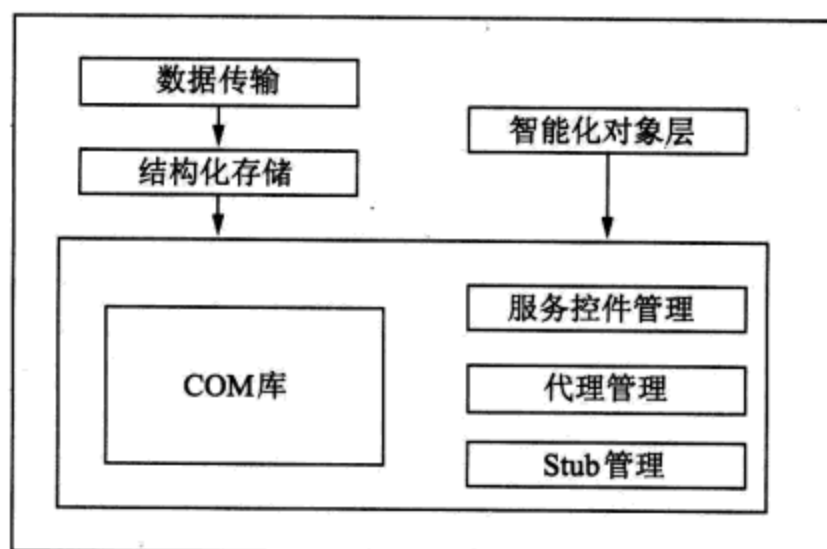 数据传输
智能化对象层
结构化存储
服务控件管理
COM库
代理管理
Stub管理